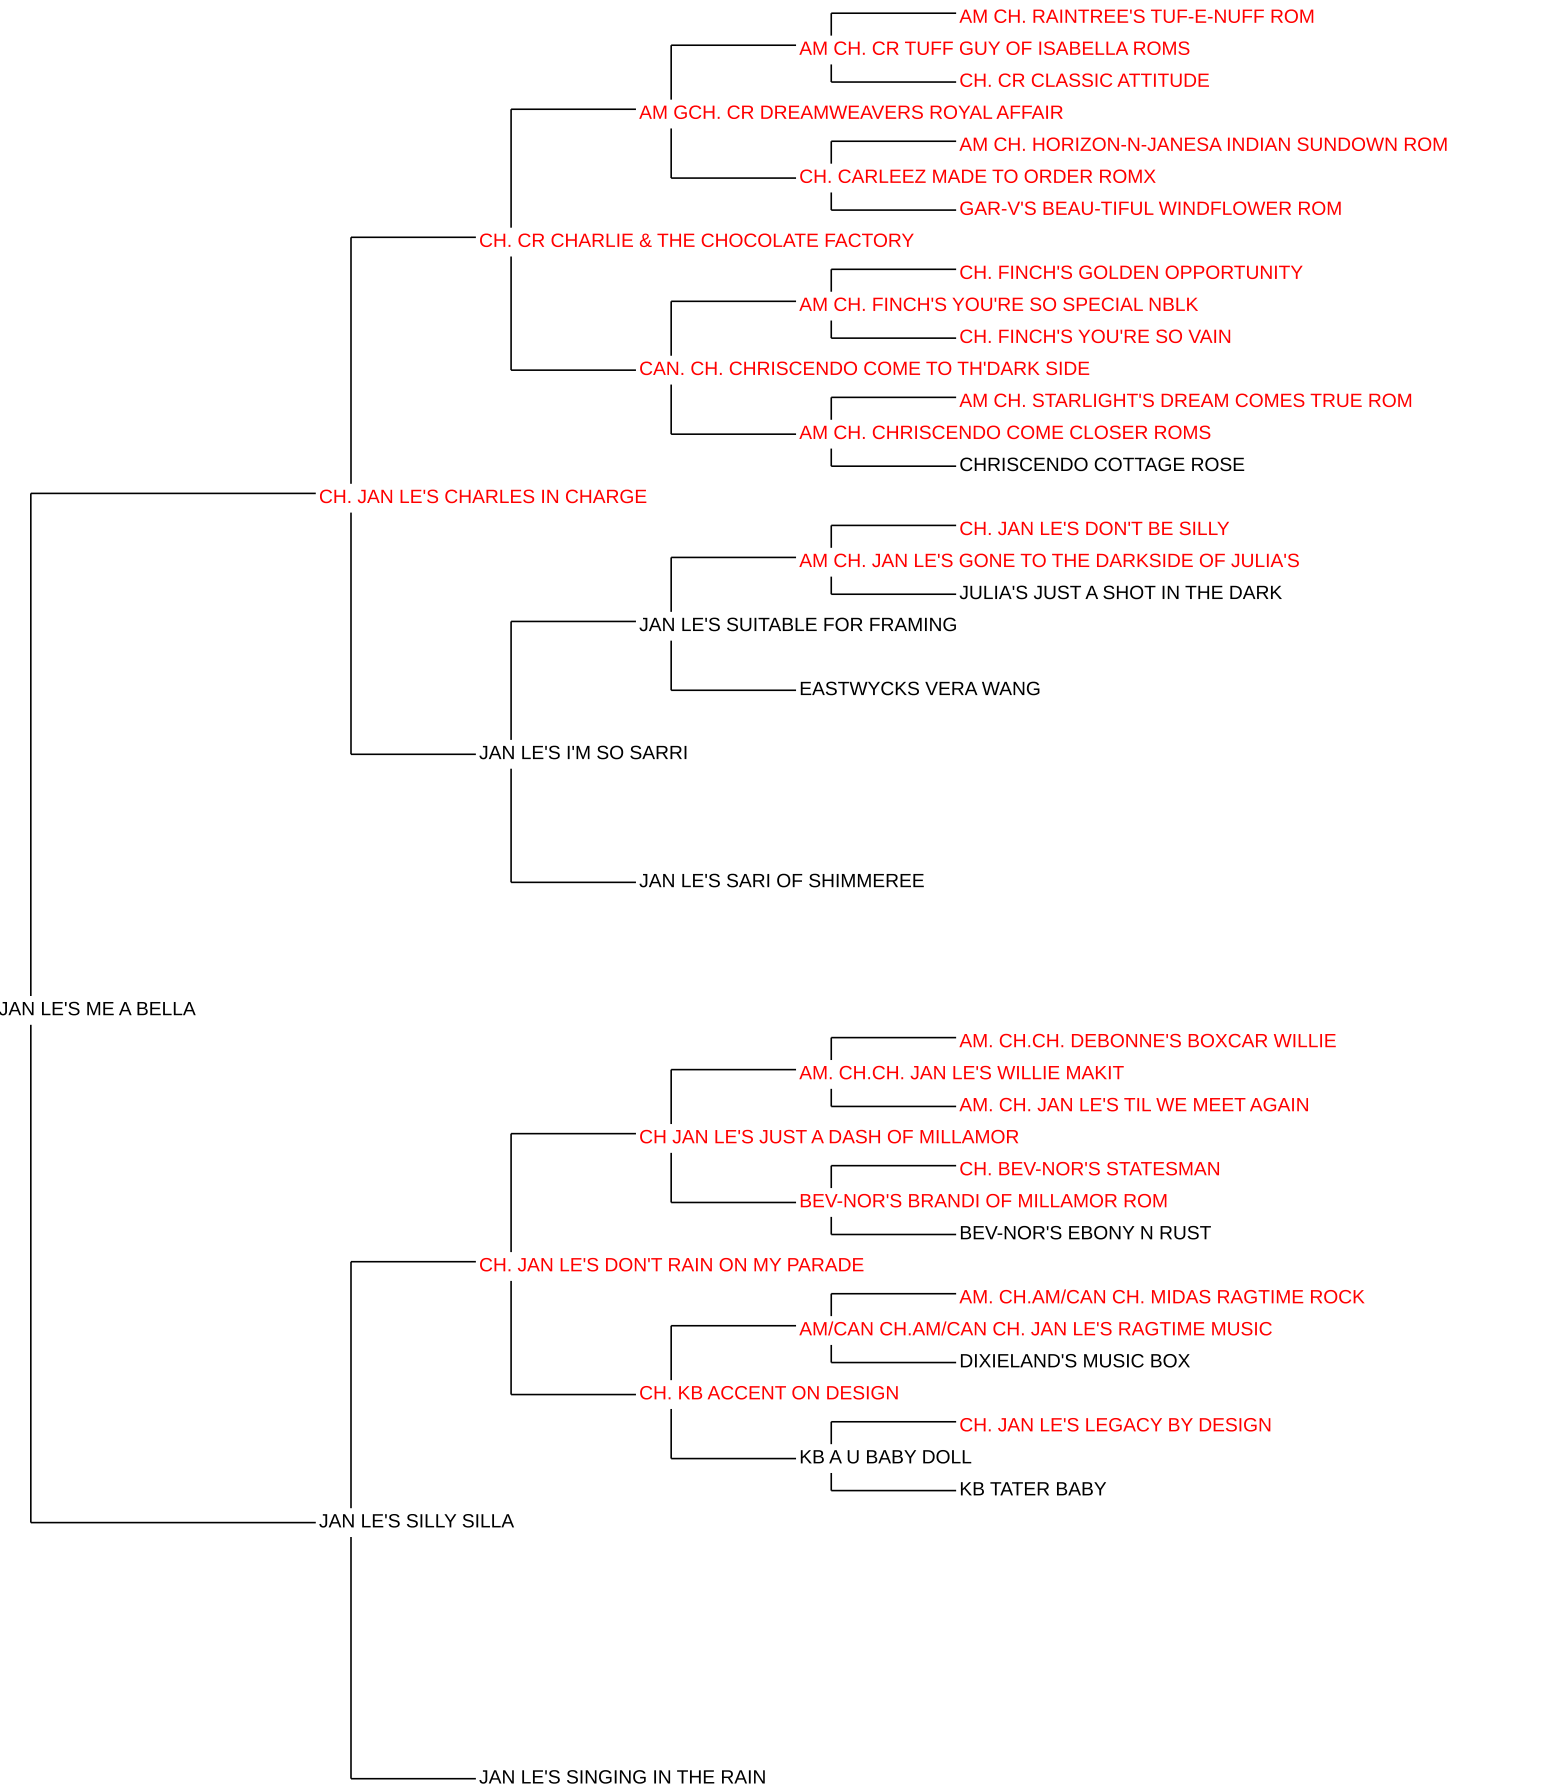 AM CH. RAINTREE'S TUF-E-NUFF ROM
AM CH. CR TUFF GUY OF ISABELLA ROMS
CH. CR CLASSIC ATTITUDE
AM GCH. CR DREAMWEAVERS ROYAL AFFAIR
AM CH. HORIZON-N-JANESA INDIAN SUNDOWN ROM
CH. CARLEEZ MADE TO ORDER ROMX
GAR-V'S BEAU-TIFUL WINDFLOWER ROM
CH. CR CHARLIE & THE CHOCOLATE FACTORY
CH. FINCH'S GOLDEN OPPORTUNITY
AM CH. FINCH'S YOU'RE SO SPECIAL NBLK
CH. FINCH'S YOU'RE SO VAIN
CAN. CH. CHRISCENDO COME TO TH'DARK SIDE
AM CH. STARLIGHT'S DREAM COMES TRUE ROM
AM CH. CHRISCENDO COME CLOSER ROMS
CHRISCENDO COTTAGE ROSE
CH. JAN LE'S CHARLES IN CHARGE
CH. JAN LE'S DON'T BE SILLY
AM CH. JAN LE'S GONE TO THE DARKSIDE OF JULIA'S
JULIA'S JUST A SHOT IN THE DARK
JAN LE'S SUITABLE FOR FRAMING
EASTWYCKS VERA WANG
JAN LE'S I'M SO SARRI
JAN LE'S SARI OF SHIMMEREE
JAN LE'S ME A BELLA
AM. CH.CH. DEBONNE'S BOXCAR WILLIE
AM. CH.CH. JAN LE'S WILLIE MAKIT
AM. CH. JAN LE'S TIL WE MEET AGAIN
CH JAN LE'S JUST A DASH OF MILLAMOR
CH. BEV-NOR'S STATESMAN
BEV-NOR'S BRANDI OF MILLAMOR ROM
BEV-NOR'S EBONY N RUST
CH. JAN LE'S DON'T RAIN ON MY PARADE
AM. CH.AM/CAN CH. MIDAS RAGTIME ROCK
AM/CAN CH.AM/CAN CH. JAN LE'S RAGTIME MUSIC
DIXIELAND'S MUSIC BOX
CH. KB ACCENT ON DESIGN
CH. JAN LE'S LEGACY BY DESIGN
KB A U BABY DOLL
KB TATER BABY
JAN LE'S SILLY SILLA
JAN LE'S SINGING IN THE RAIN